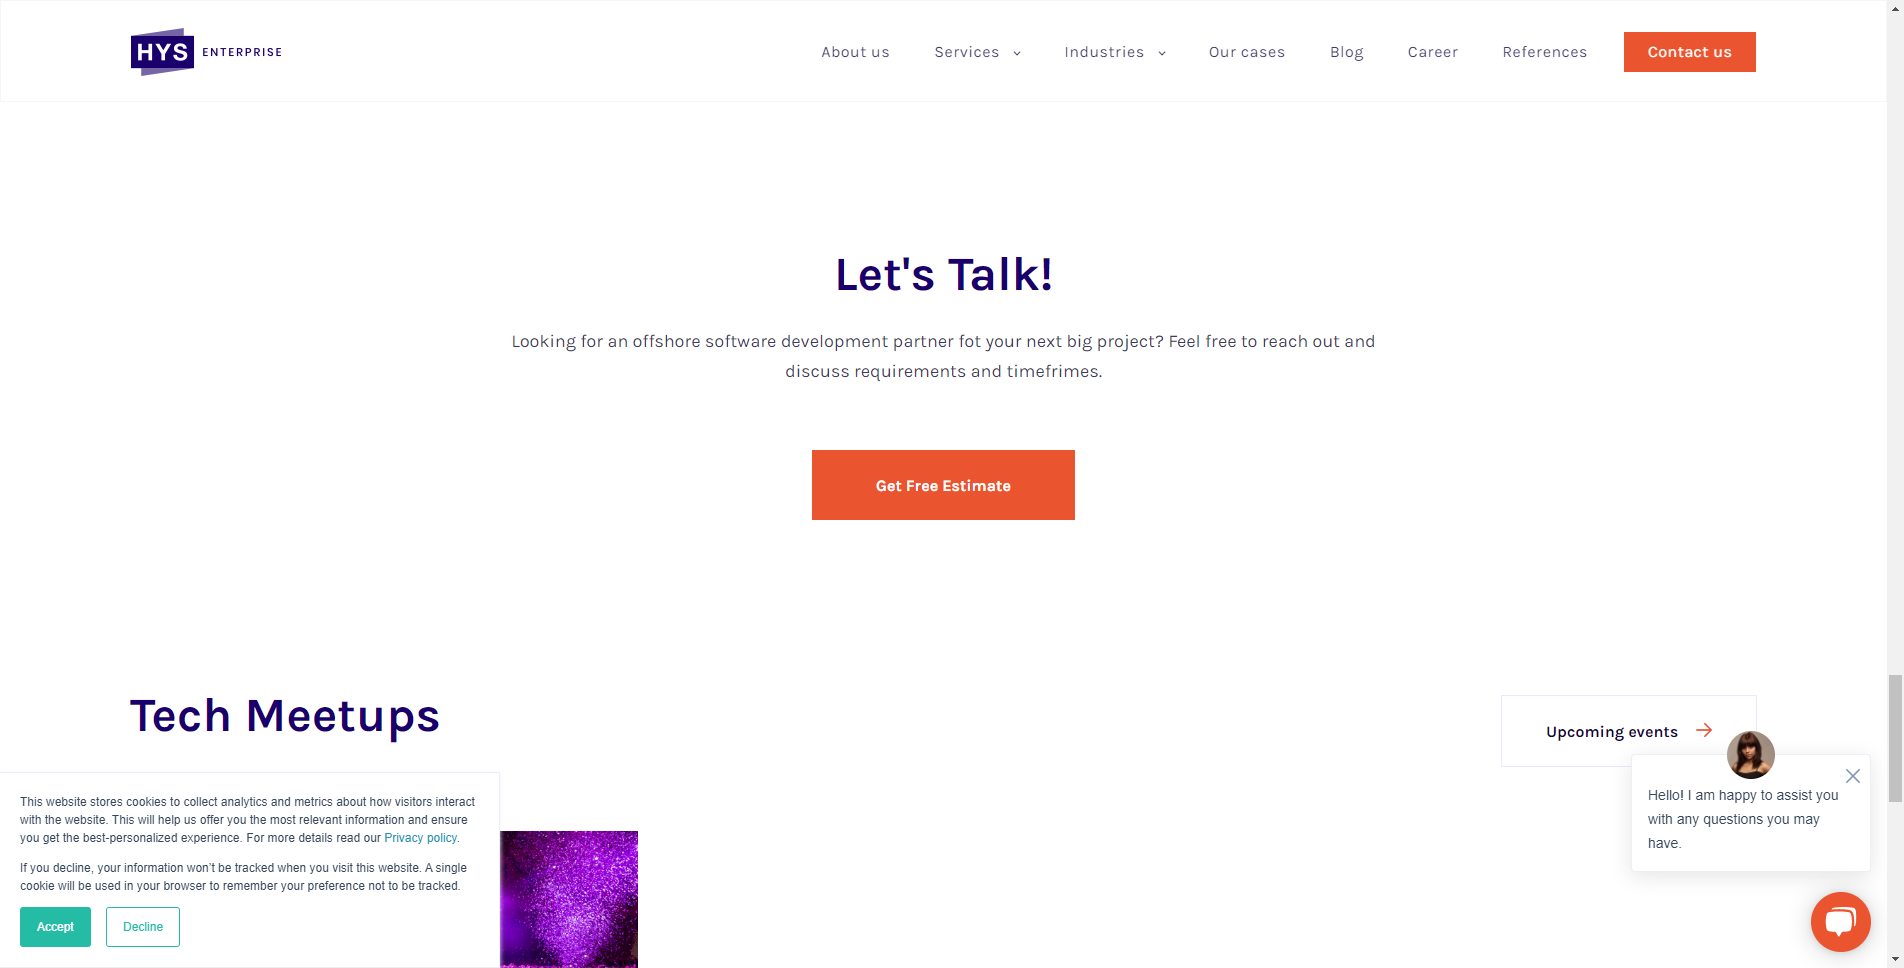 HYS ENTERPRISE
About us Services Industries Our cases Blog Career References Contact us
Let's Talk!
Looking for an offshore software development partner fot your next big project? Feel free to reach out and
discuss requirements and timefrimes.
Get Free Estimate
Tech Meetups
Upcoming events
This website stores cookies to collect analytics and metrics about how visitors interact
with the website. This will help us offer you the most relevant information and ensure
you get the best-personalized experience. For more details read our Privacy policy.
If you decline, your information won't be tracked when you visit this website. A single
cookie will be used in your browser to remember your preference not to be tracked.
Accept Decline
Hello! I am happy to assist you
with any questions you may
have.